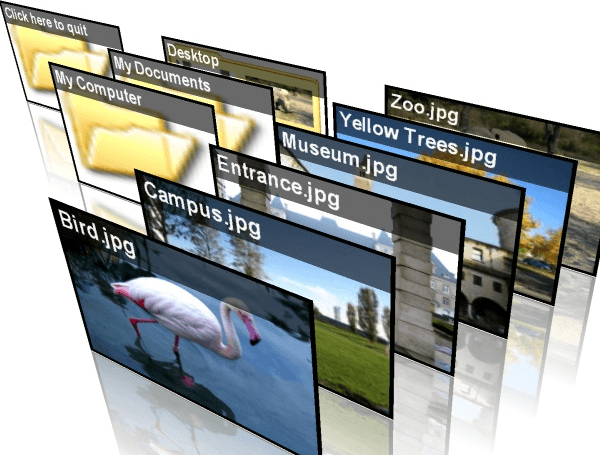 Click here to quit
Desktop
My Documents
My Computer
Zoo.jpg
Yellow Trees.jpg
Museum.jpg
Entrance.jpg
Campus.jpg
Bird.jpg